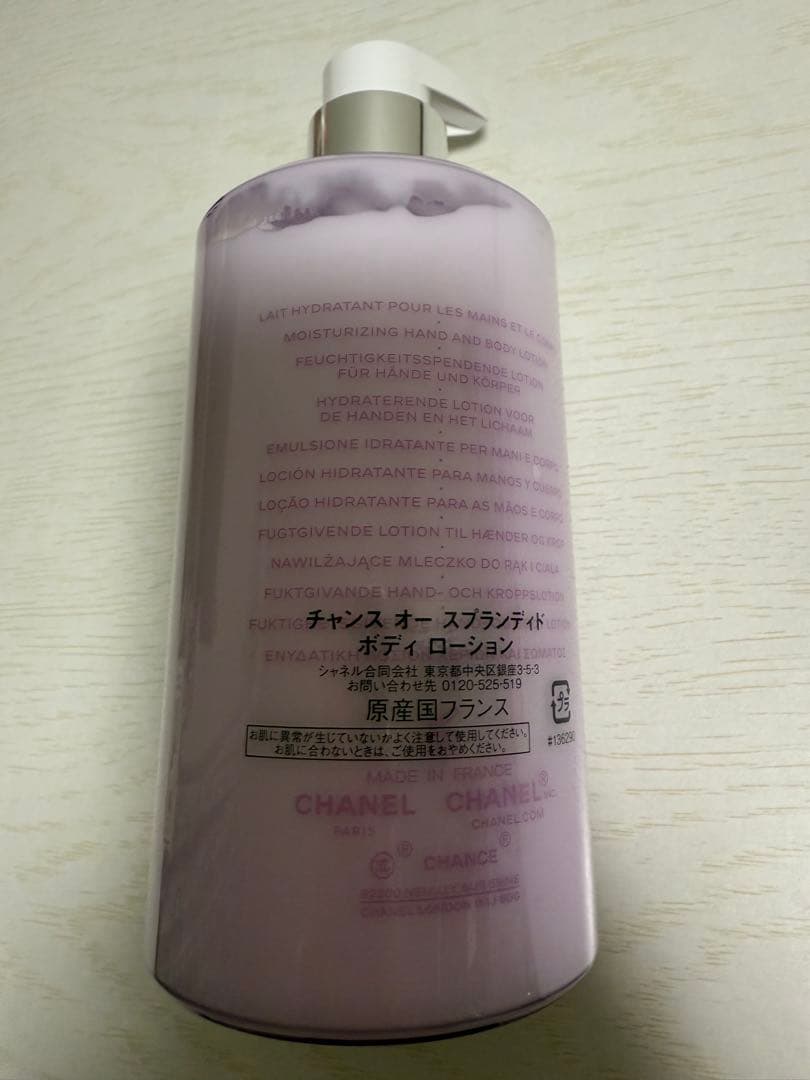 LAIT HYDRATANT POUR LES MAINS ET LE CORPS
MOISTURIZING HAND AND BODY LOTION
FEUCHTIGKEITSSPENDENDE LOTION
FÜR HÄNDE UND KÖRPER
HYDRATERENDE LOTION VOOR
DE HANDEN EN HET LICHAAM
EMULSIONE IDRATANTE PER MANI E CORPO
LOCIÓN HIDRATANTE PARA MANOS Y CUERPO
LOÇÃO HIDRATANTE PARA AS MÃOS E CORPO
FUGTGIVENDE LOTION TIL HÆNDER OG KROP
NAWILŻAJĄCE MLECZKO DO RĄK I CIAŁA
FUKTGIVANDE HAND- OCH KROPPSLOTION
チャンス オー スプランディド
ボディ ローション
シャネル合同会社 東京都中央区銀座3-5-3
お問い合わせ先 0120-525-519
原産国フランス
プラ
#136290
お肌に異常が生じていないかよく注意して使用してください。
お肌に合わないときは、ご使用をおやめください。
MADE IN FRANCE
CHANEL CHANEL® INC.
PARIS CHANEL.COM
® CHANCE®
CHANEL LONDON